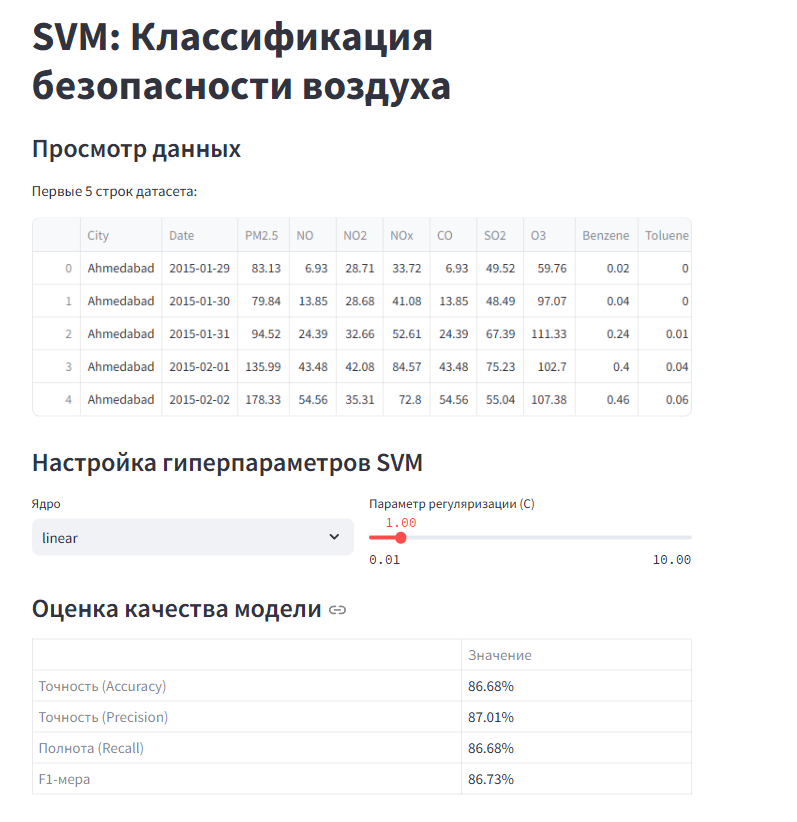 SVM: Классификация
безопасности воздуха
Просмотр данных
Первые 5 строк датасета:
City Date PM2.5 NO NO2 NOx CO SO2 O3 Benzene Toluene
0 Ahmedabad 2015-01-29 83.13 6.93 28.71 33.72 6.93 49.52 59.76 0.02 0
1 Ahmedabad 2015-01-30 79.84 13.85 28.68 41.08 13.85 48.49 97.07 0.04 0
2 Ahmedabad 2015-01-31 94.52 24.39 32.66 52.61 24.39 67.39 111.33 0.24 0.01
3 Ahmedabad 2015-02-01 135.99 43.48 42.08 84.57 43.48 75.23 102.7 0.4 0.04
4 Ahmedabad 2015-02-02 178.33 54.56 35.31 72.8 54.56 55.04 107.38 0.46 0.06
Настройка гиперпараметров SVM
Ядро Параметр регуляризации (C)
1.00
linear
0.01 10.00
Оценка качества модели
Значение
Точность (Accuracy) 86.68%
Точность (Precision) 87.01%
Полнота (Recall) 86.68%
F1-мера 86.73%